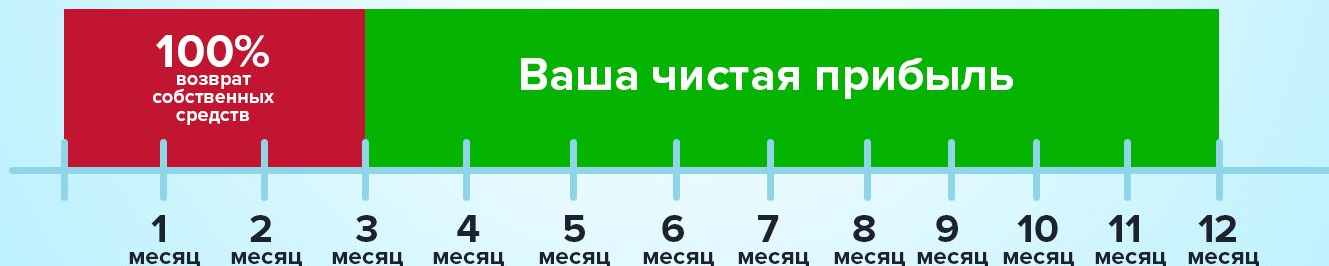 100%
возврат
собственных
средств
Ваша чистая прибыль
1 2 3 4 5 6 7 8 9 10 11 12
месяц месяц месяц месяц месяц месяц месяц месяц месяц месяц месяц месяц